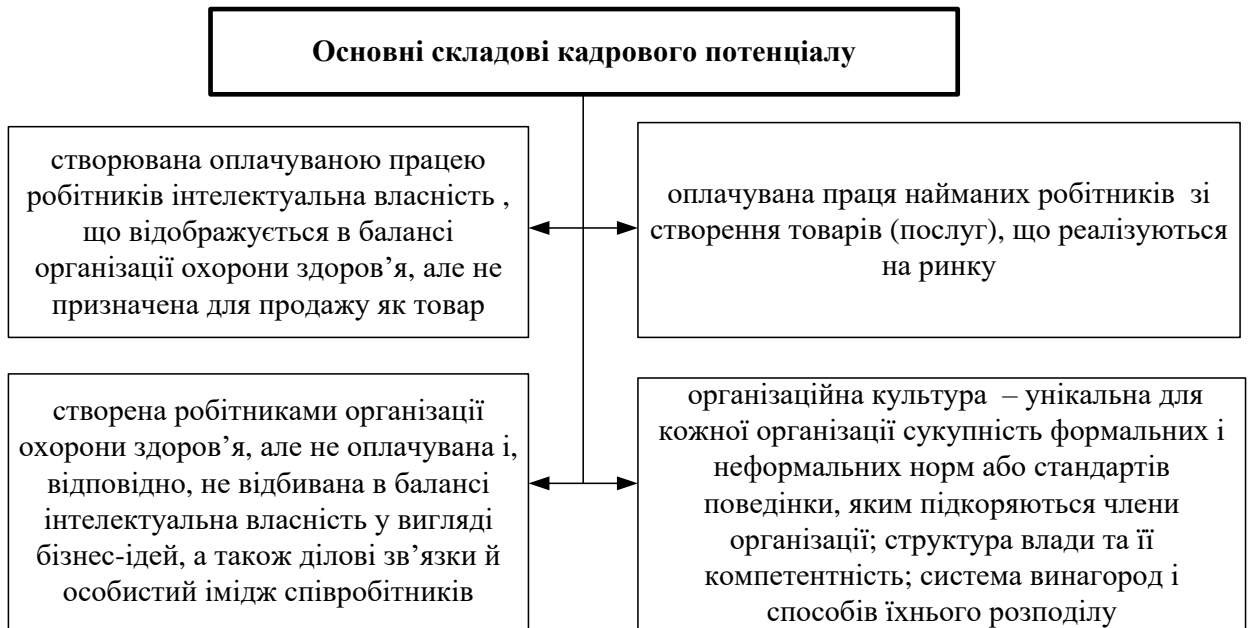 Основні складові кадрового потенціалу
створювана оплачуваною працею
робітників інтелектуальна власність ,
що відображується в балансі
організації охорони здоров’я, але не
призначена для продажу як товар
оплачувана праця найманих робітників  зі
створення товарів (послуг), що реалізуються
на ринку
створена робітниками організації
охорони здоров’я, але не оплачувана і,
відповідно, не відбивана в балансі
інтелектуальна власність у вигляді
бізнес-ідей, а також ділові зв’язки й
особистий імідж співробітників
організаційна культура  – унікальна для
кожної організації сукупність формальних і
неформальних норм або стандартів
поведінки, яким підкоряються члени
організації; структура влади та її
компетентність; система винагород і
способів їхнього розподілу